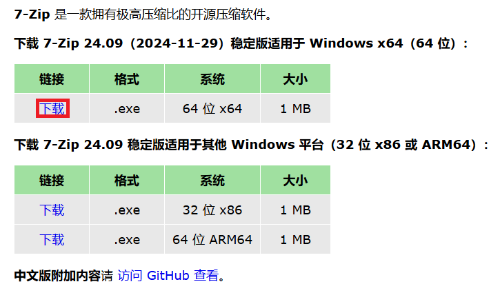 7-Zip 是一款拥有极高压缩比的开源压缩软件。
下载 7-Zip 24.09（2024-11-29）稳定版适用于 Windows x64（64 位）：
链接 格式 系统 大小
下载 .exe 64 位 x64 1 MB
下载 7-Zip 24.09 稳定版适用于其他 Windows 平台（32 位 x86 或 ARM64）：
链接 格式 系统 大小
下载 .exe 32 位 x86 1 MB
下载 .exe 64 位 ARM64 1 MB
中文版附加内容请 访问 GitHub 查看。